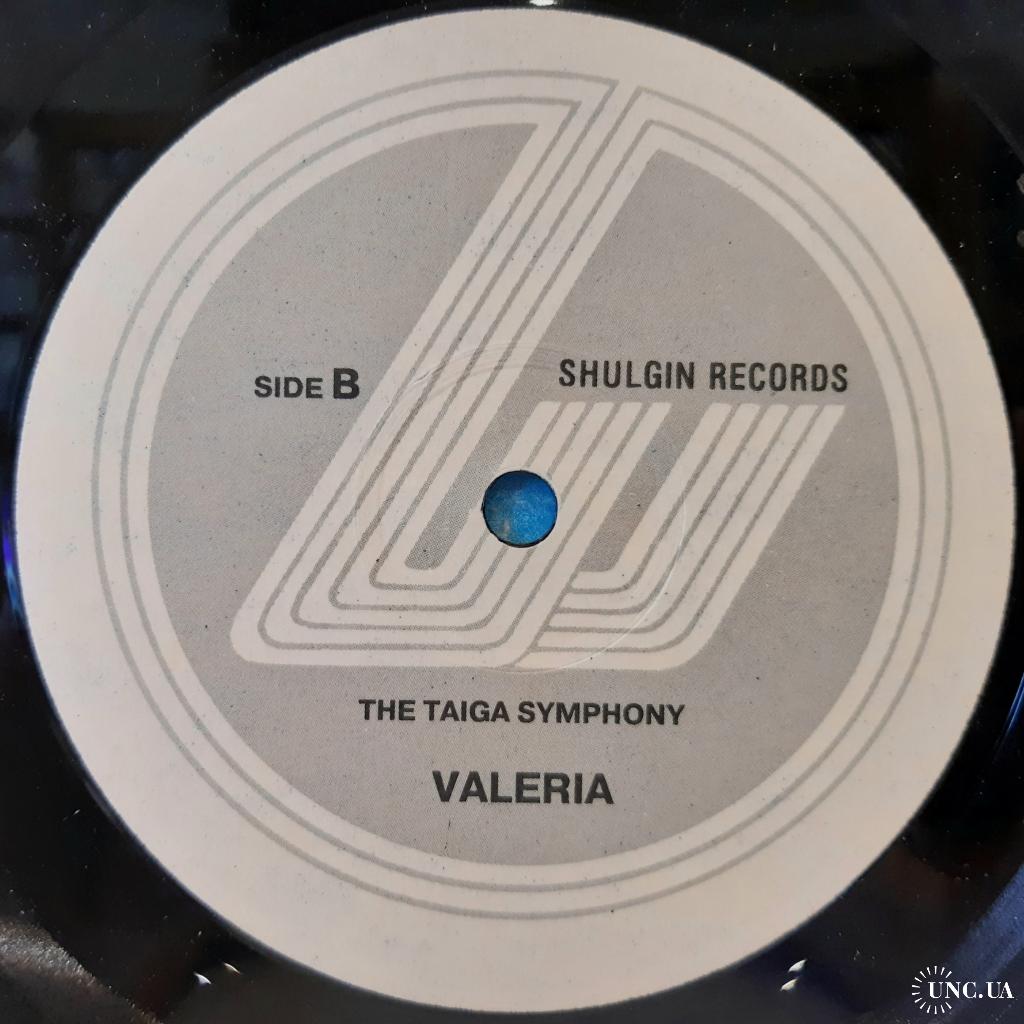 SIDE B
SHULGIN RECORDS
THE TAIGA SYMPHONY
VALERIA
UNC.UA